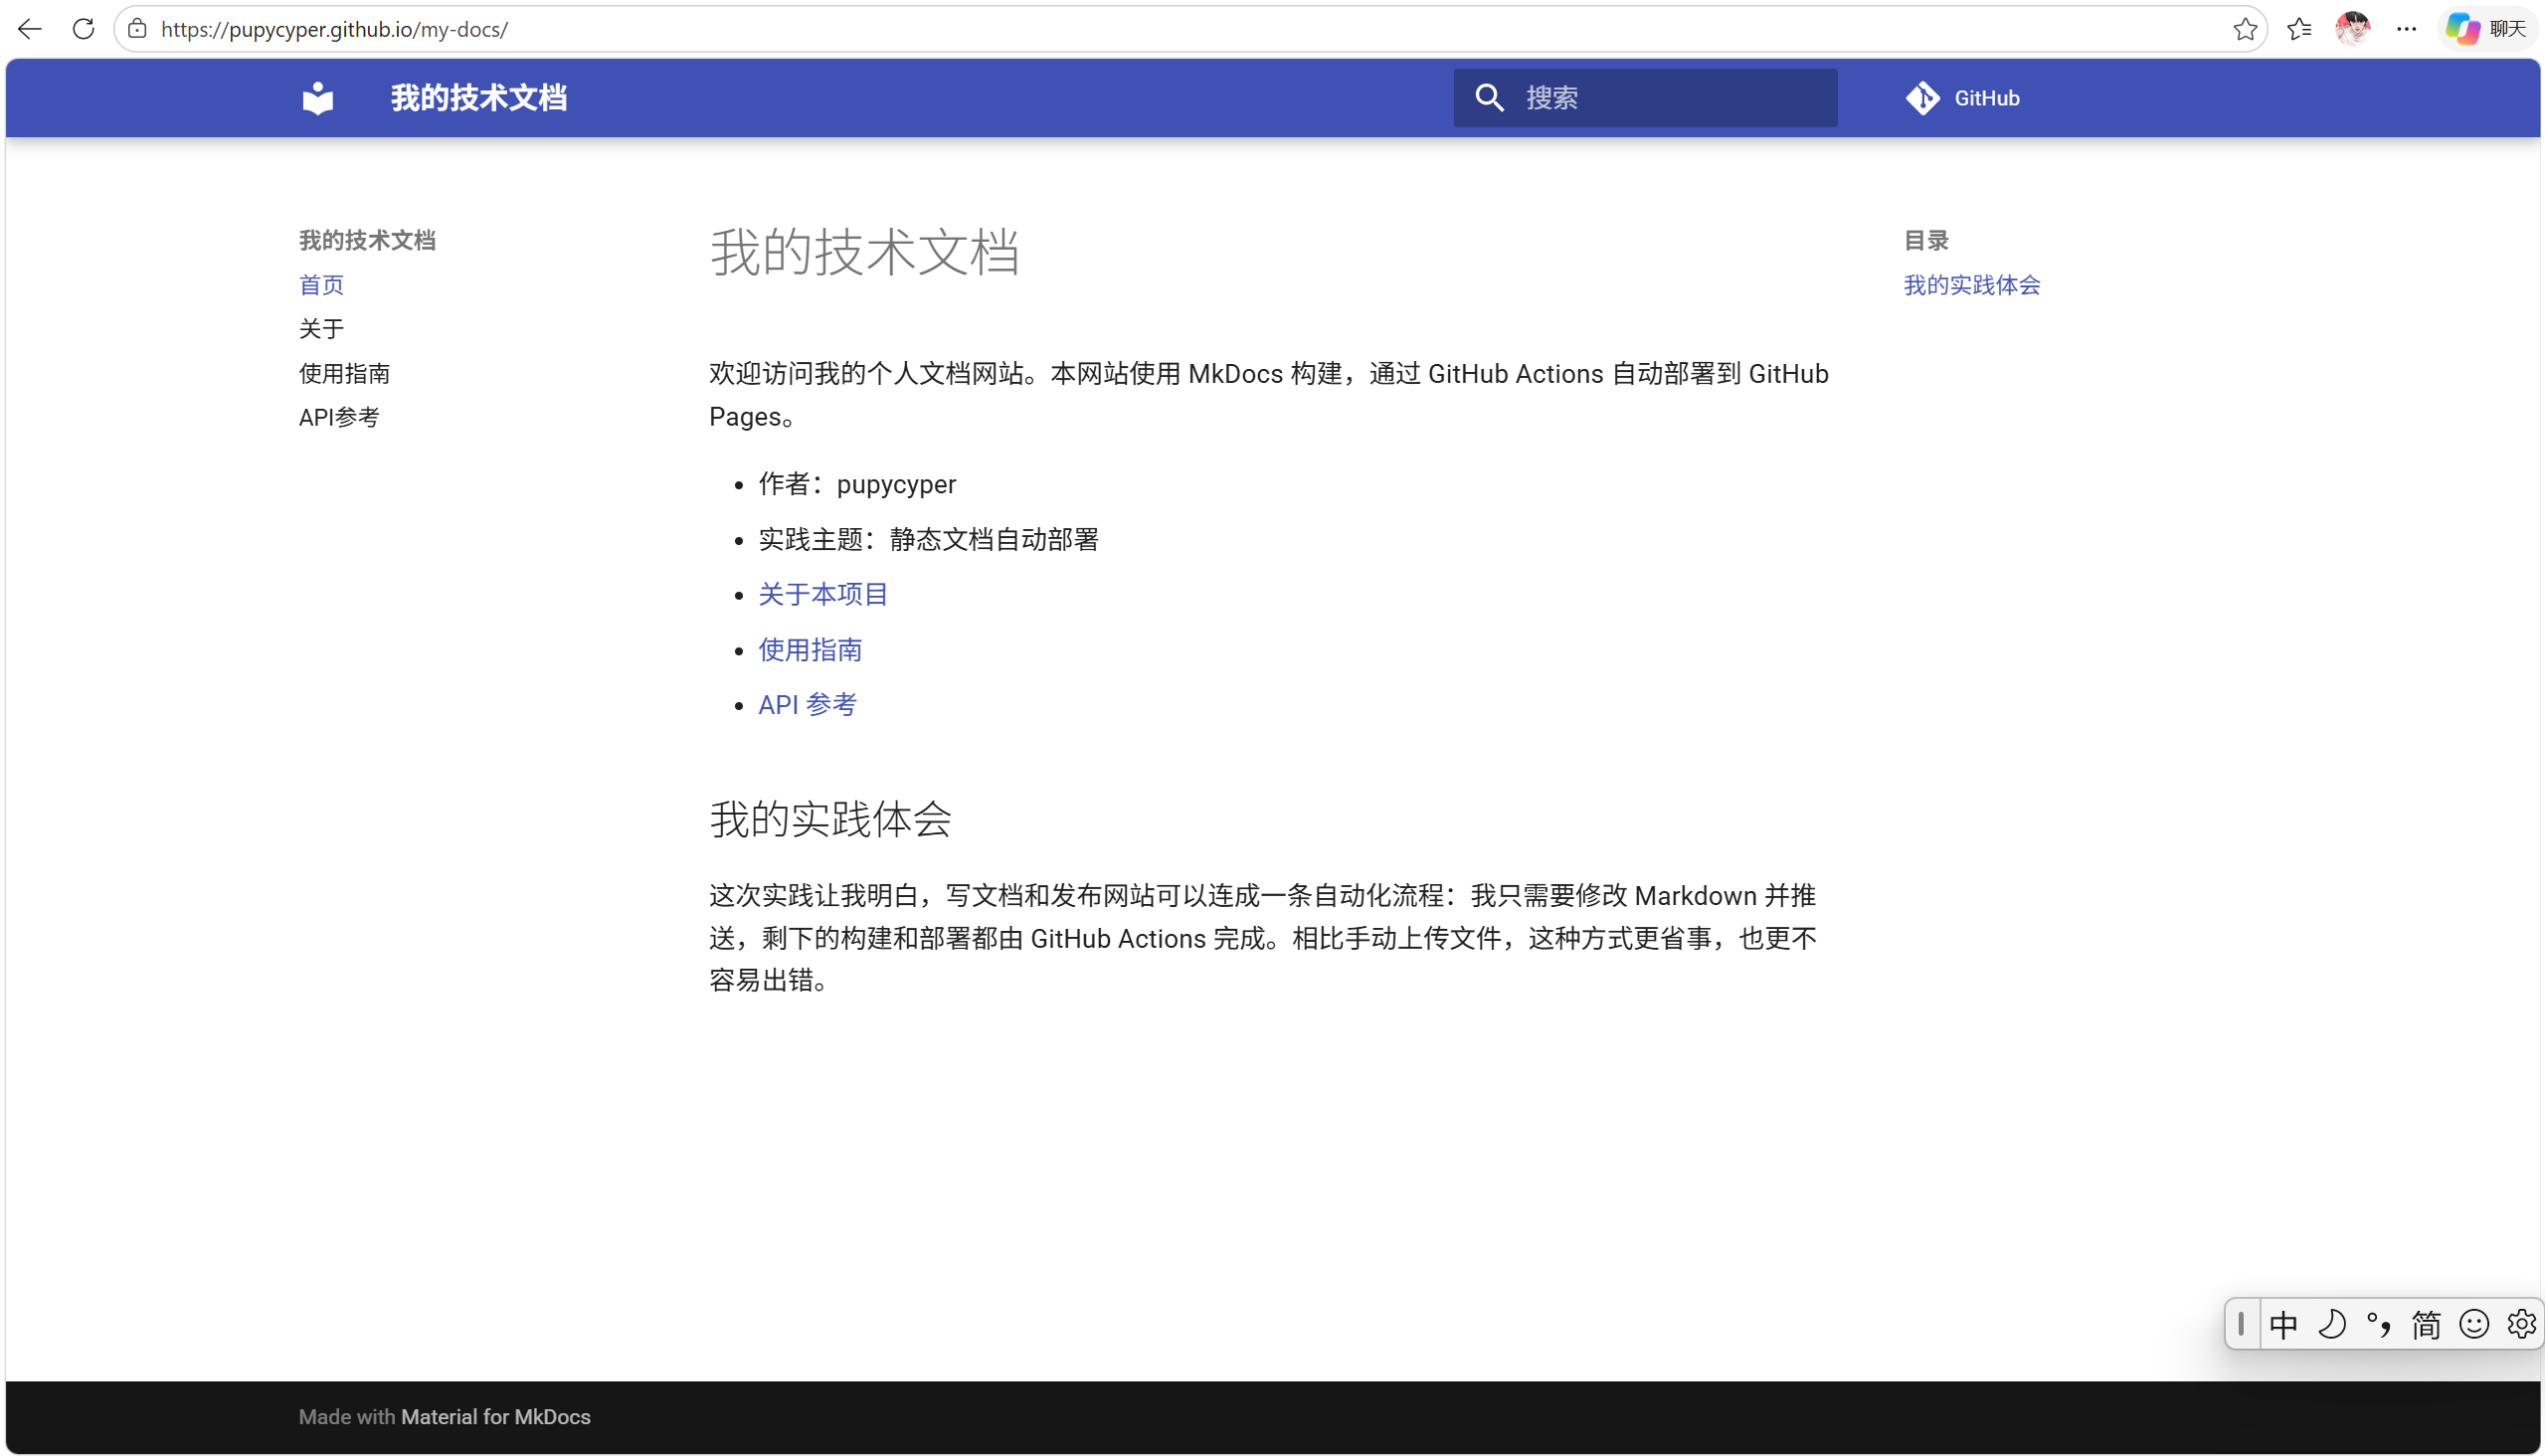 https://pupycyper.github.io/my-docs/
聊天
我的技术文档
搜索
GitHub
我的技术文档
首页
关于
使用指南
API参考
我的技术文档
欢迎访问我的个人文档网站。本网站使用 MkDocs 构建，通过 GitHub Actions 自动部署到 GitHub
Pages。
作者：pupycyper
实践主题：静态文档自动部署
关于本项目
使用指南
API 参考
我的实践体会
这次实践让我明白，写文档和发布网站可以连成一条自动化流程：我只需要修改 Markdown 并推
送，剩下的构建和部署都由 GitHub Actions 完成。相比手动上传文件，这种方式更省事，也更不
容易出错。
目录
我的实践体会
中 °, 简
Made with Material for MkDocs